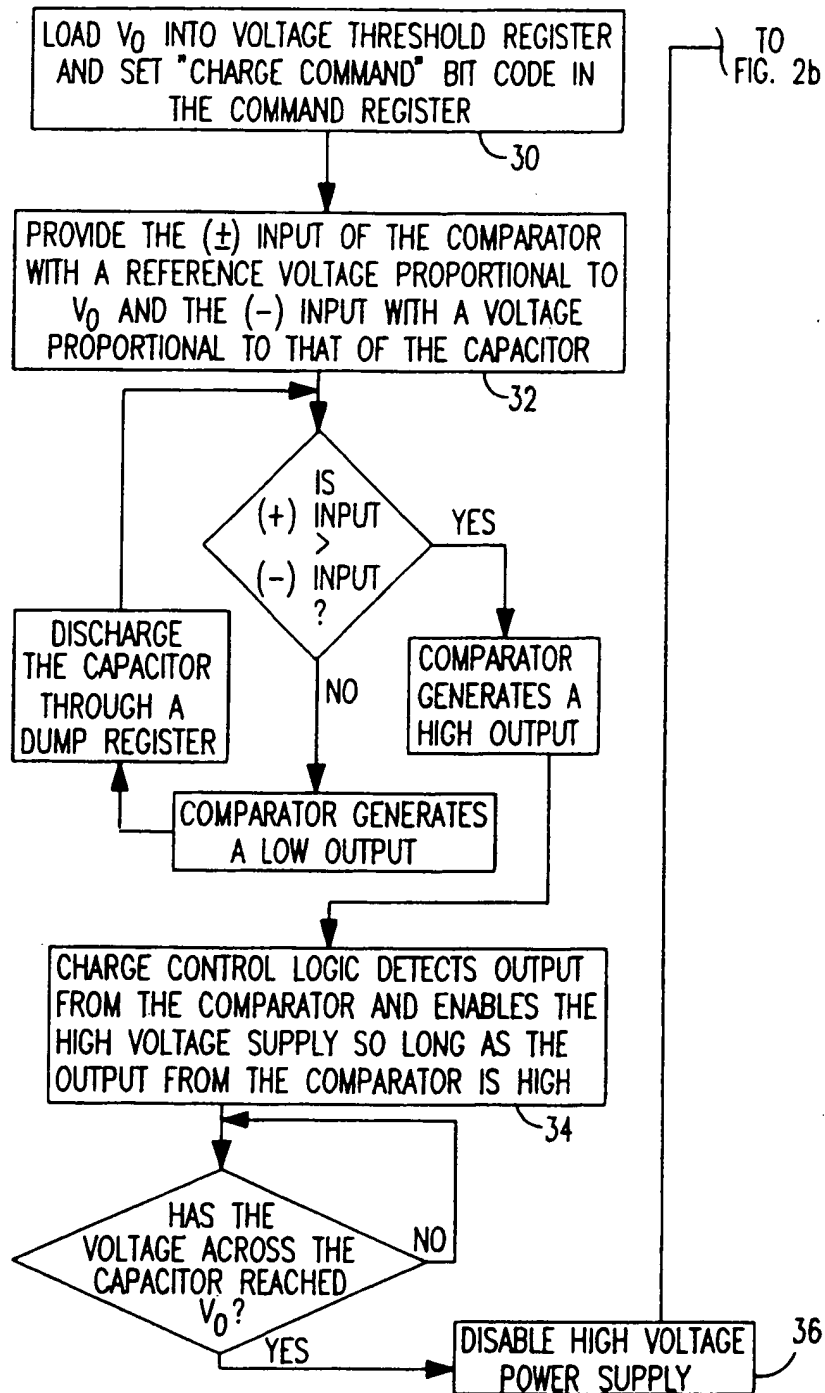 LOAD V0 INTO VOLTAGE THRESHOLD REGISTER
AND SET "CHARGE COMMAND" BIT CODE IN
THE COMMAND REGISTER
30
TO
FIG. 2b
PROVIDE THE (±) INPUT OF THE COMPARATOR
WITH A REFERENCE VOLTAGE PROPORTIONAL TO
V0 AND THE (-) INPUT WITH A VOLTAGE
PROPORTIONAL TO THAT OF THE CAPACITOR
32
IS
(+) INPUT
>
(-) INPUT
?
YES
NO
DISCHARGE
THE CAPACITOR
THROUGH A
DUMP REGISTER
COMPARATOR
GENERATES A
HIGH OUTPUT
COMPARATOR GENERATES
A LOW OUTPUT
CHARGE CONTROL LOGIC DETECTS OUTPUT
FROM THE COMPARATOR AND ENABLES THE
HIGH VOLTAGE SUPPLY SO LONG AS THE
OUTPUT FROM THE COMPARATOR IS HIGH
34
HAS THE
VOLTAGE ACROSS THE
CAPACITOR REACHED
V0?
NO
YES
DISABLE HIGH VOLTAGE
POWER SUPPLY
36